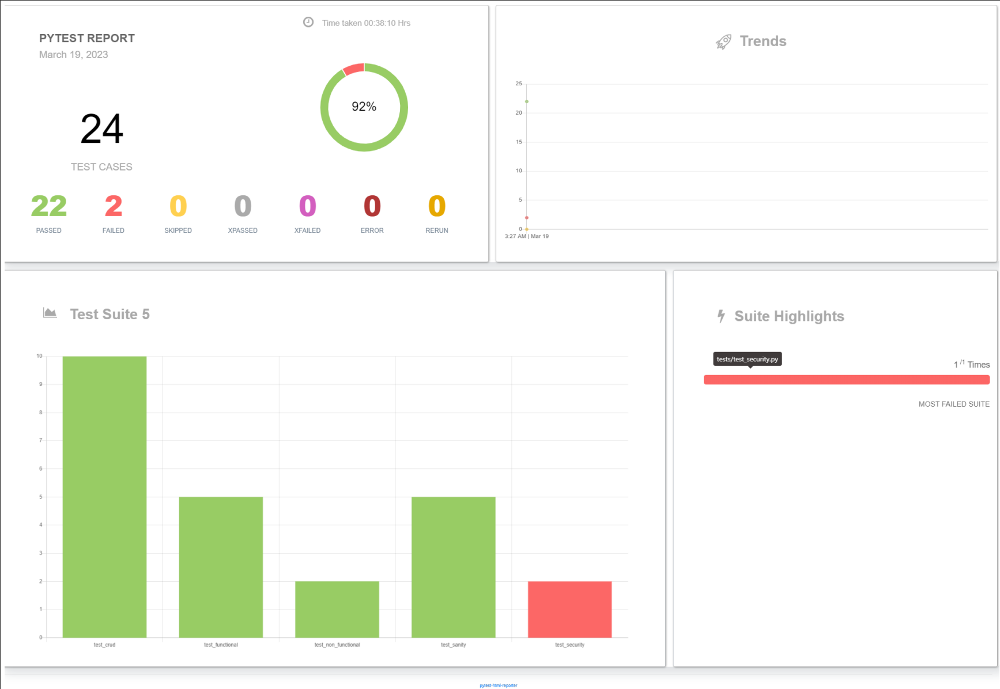 Time taken 00:38:10 Hrs
PYTEST REPORT
March 19, 2023
92%
24
TEST CASES
22 2 0 0 0 0 0
PASSED FAILED SKIPPED XPASSED XFAILED ERROR RERUN
Trends
25
20
15
10
5
0
3:27 AM | Mar 19
Test Suite 5
10
9
8
7
6
5
4
3
2
1
0
test_crud test_functional test_non_functional test_sanity test_security
Suite Highlights
tests/test_security.py
1 /1 Times
MOST FAILED SUITE
pytest-html-reporter